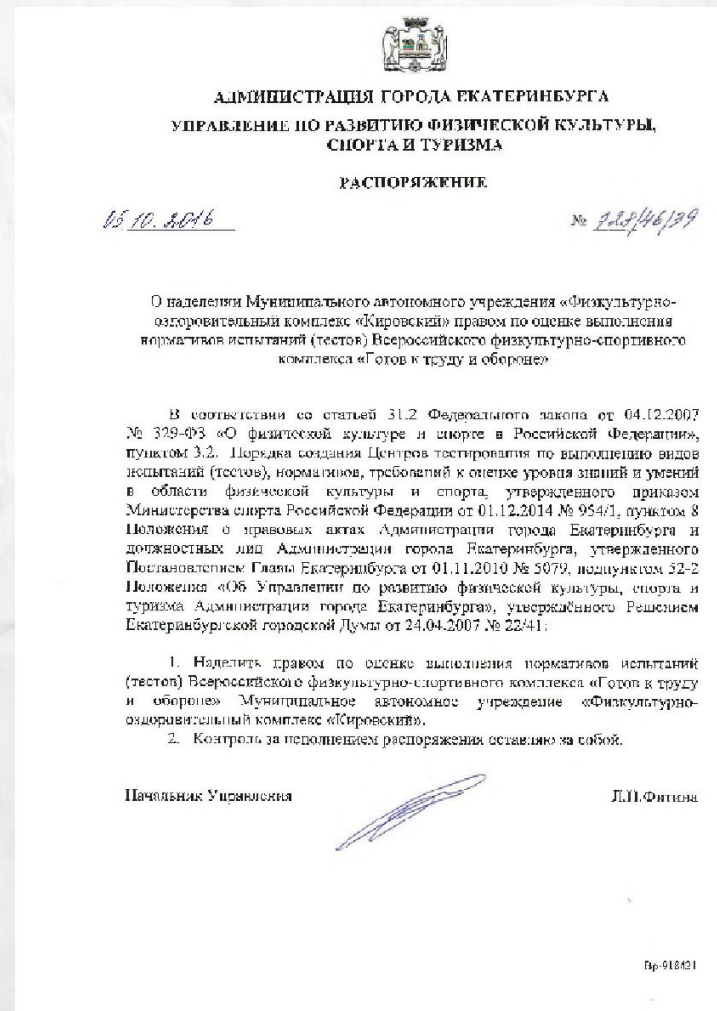 АДМИНИСТРАЦИЯ ГОРОДА ЕКАТЕРИНБУРГА
УПРАВЛЕНИЕ ПО РАЗВИТИЮ ФИЗИЧЕСКОЙ КУЛЬТУРЫ,
СПОРТА И ТУРИЗМА
РАСПОРЯЖЕНИЕ
05.10.2016 № 728/46/39
О наделении Муниципального автономного учреждения «Физкультурно-
оздоровительный комплекс «Кировский» правом по оценке выполнения
нормативов испытаний (тестов) Всероссийского физкультурно-спортивного
комплекса «Готов к труду и обороне»
В соответствии со статьей 31.2 Федерального закона от 04.12.2007
№ 329-ФЗ «О физической культуре и спорте в Российской Федерации»,
пунктом 3.2. Порядка создания Центров тестирования по выполнению видов
испытаний (тестов), нормативов, требований к оценке уровня знаний и умений
в области физической культуры и спорта, утвержденного приказом
Министерства спорта Российской Федерации от 01.12.2014 № 954/1, пунктом 8
Положения о правовых актах Администрации города Екатеринбурга и
должностных лиц Администрации города Екатеринбурга, утвержденного
Постановлением Главы Екатеринбурга от 01.11.2010 № 5079, подпунктом 52-2
Положения «Об Управлении по развитию физической культуры, спорта и
туризма Администрации города Екатеринбурга», утверждённого Решением
Екатеринбургской городской Думы от 24.04.2007 № 22/41:
1. Наделить правом по оценке выполнения нормативов испытаний
(тестов) Всероссийского физкультурно-спортивного комплекса «Готов к труду
и обороне» Муниципальное автономное учреждение «Физкультурно-
оздоровительный комплекс «Кировский».
2. Контроль за исполнением распоряжения оставляю за собой.
Начальник Управления Л.П.Фитина
Вр-918421